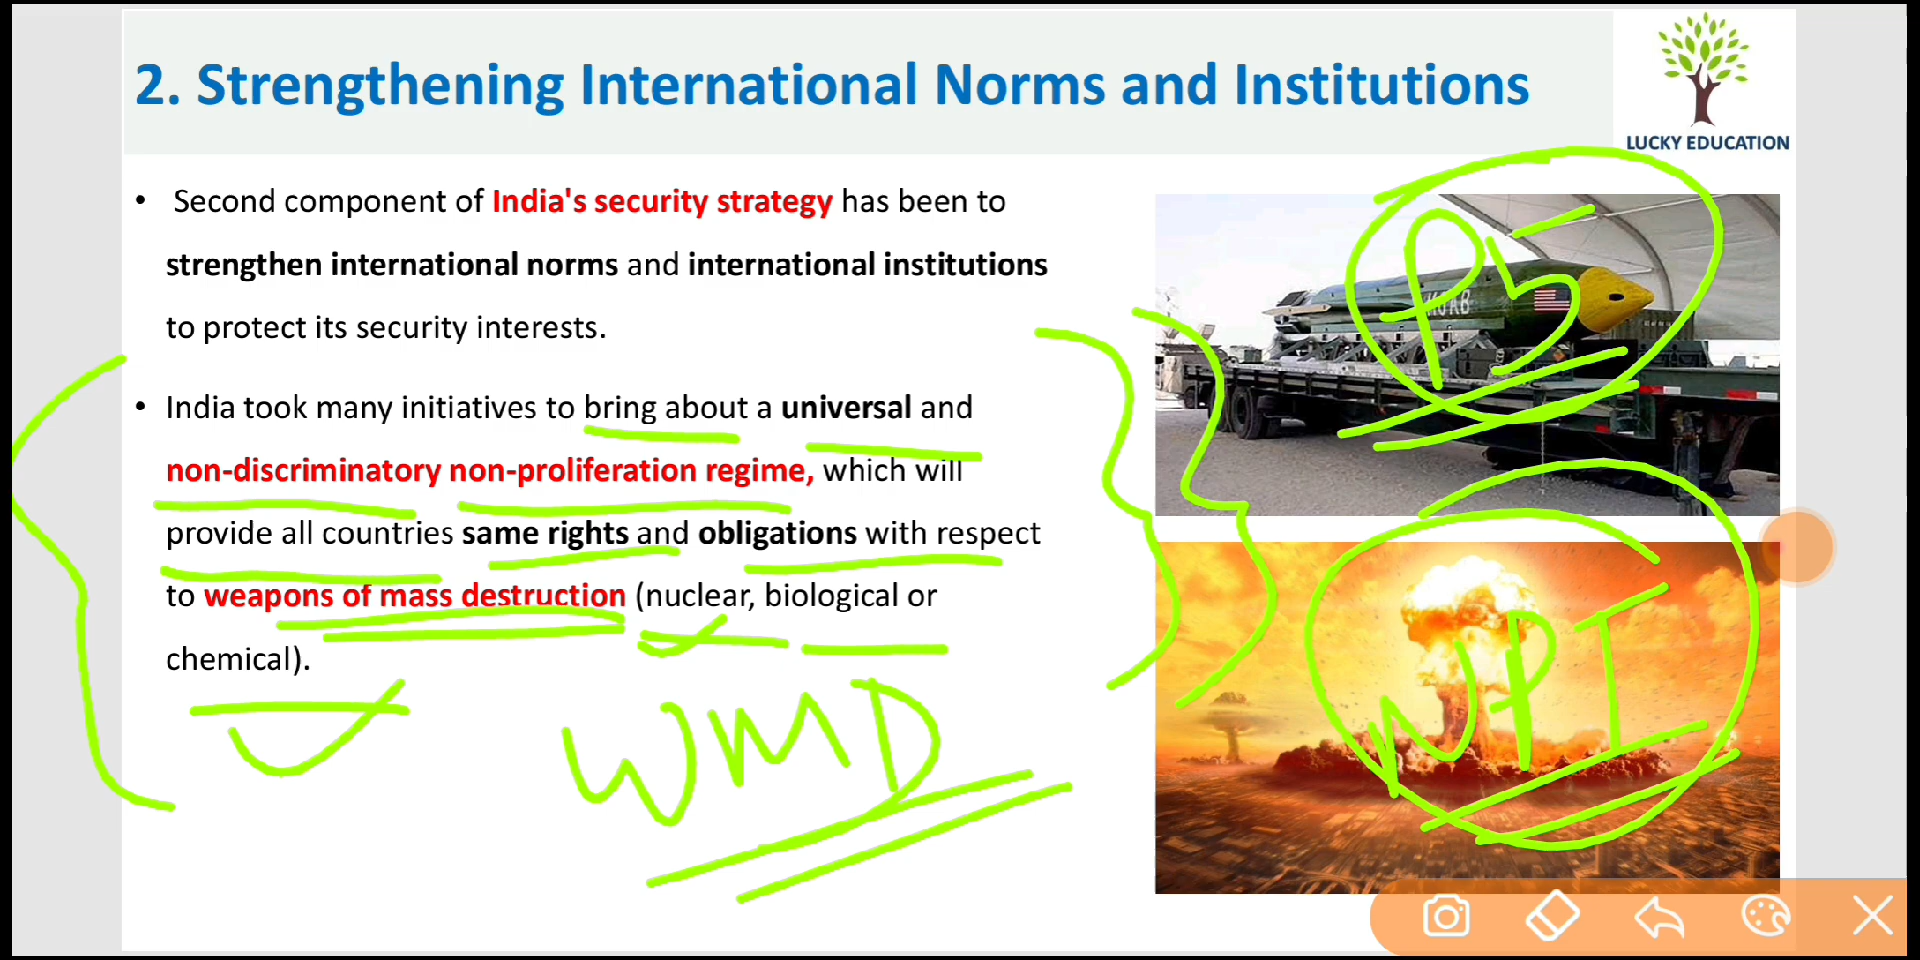 2. Strengthening International Norms and Institutions
LUCKY EDUCATION
• Second component of India's security strategy has been to
strengthen international norms and international institutions
to protect its security interests.
• India took many initiatives to bring about a universal and
non-discriminatory non-proliferation regime, which will
provide all countries same rights and obligations with respect
to weapons of mass destruction (nuclear, biological or
chemical).
WMD
P5
MOAB
NPT